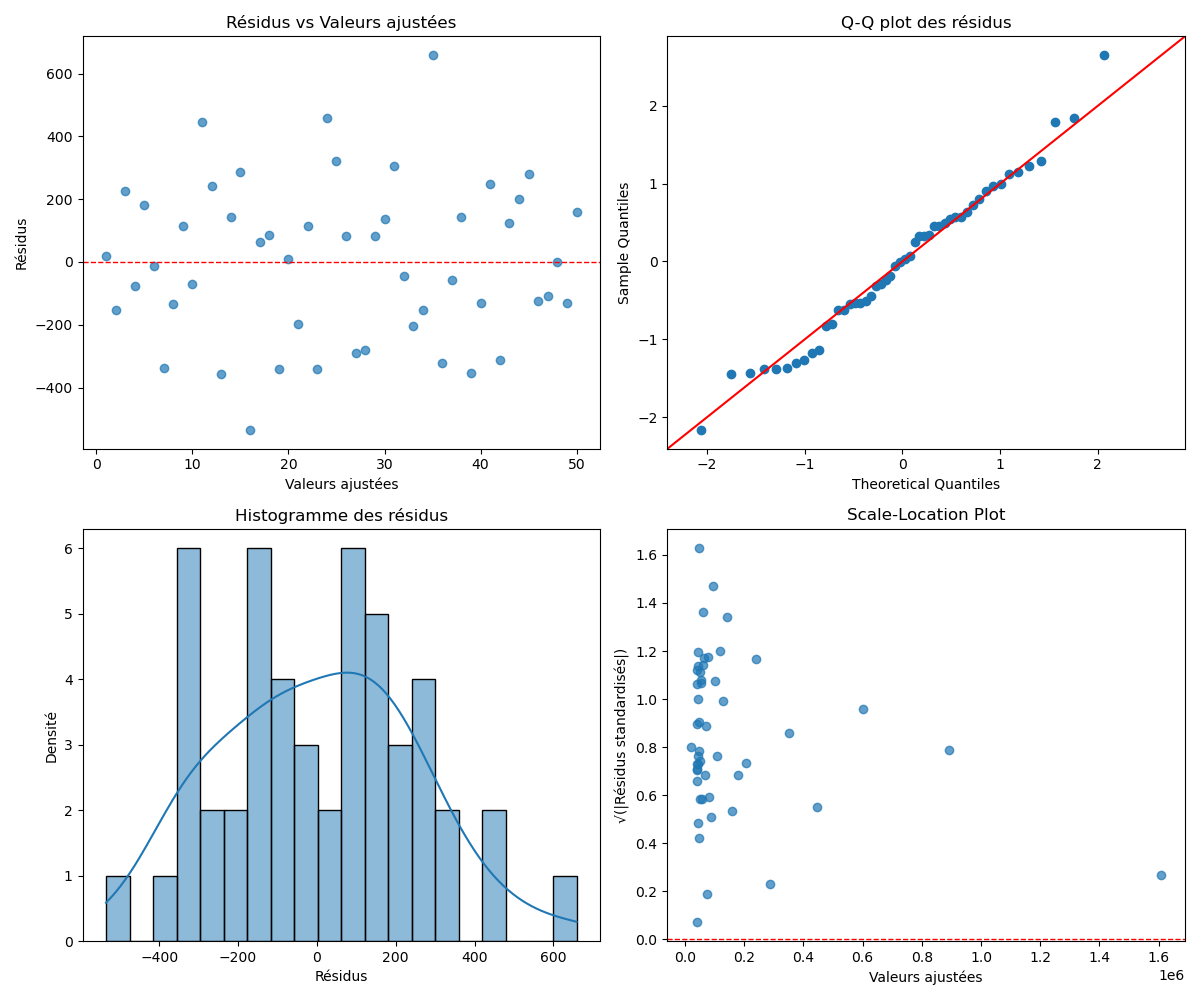 Résidus vs Valeurs ajustées
600
400
200
0
−200
−400
Résidus
0 10 20 30 40 50
Valeurs ajustées
Q-Q plot des résidus
2
1
0
−1
−2
Sample Quantiles
−2 −1 0 1 2
Theoretical Quantiles
Histogramme des résidus
6
5
4
3
2
1
0
Densité
−400 −200 0 200 400 600
Résidus
Scale-Location Plot
1.6
1.4
1.2
1.0
0.8
0.6
0.4
0.2
0.0
√(|Résidus standardisés|)
0.0 0.2 0.4 0.6 0.8 1.0 1.2 1.4 1.6
1e6
Valeurs ajustées